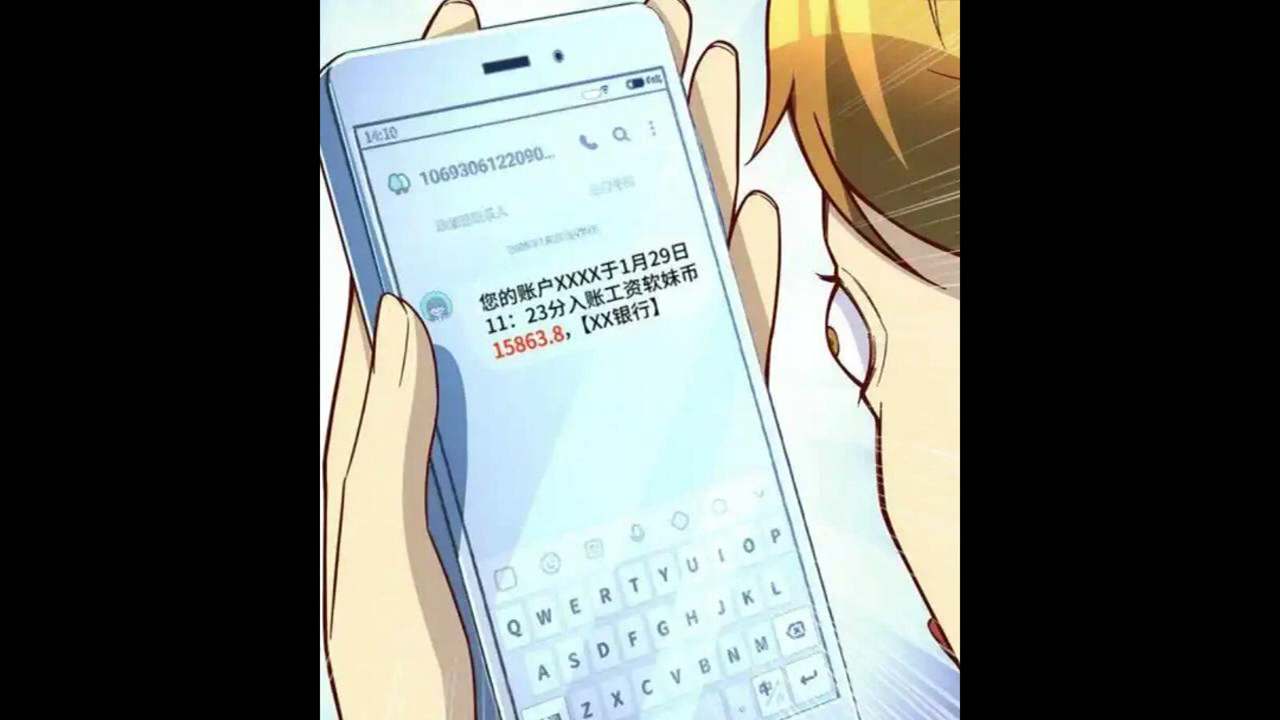 14:10
1069306122090...
您的账户XXXX于1月29日
11：23分入账工资软妹币
15863.8，【XX银行】
Q W E R T Y U I O P
A S D F G H J K L
Z X C V B N M
中